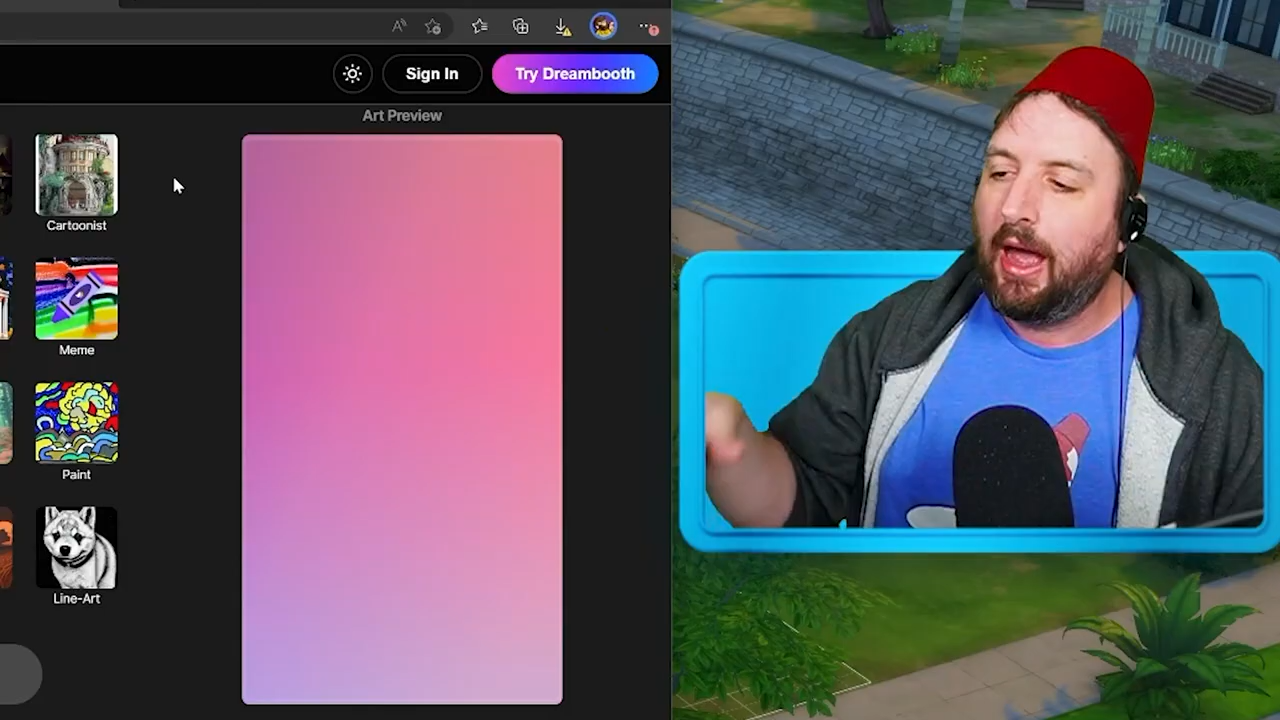 Sign In
Try Dreambooth
Art Preview
Cartoonist
Meme
Paint
Line-Art